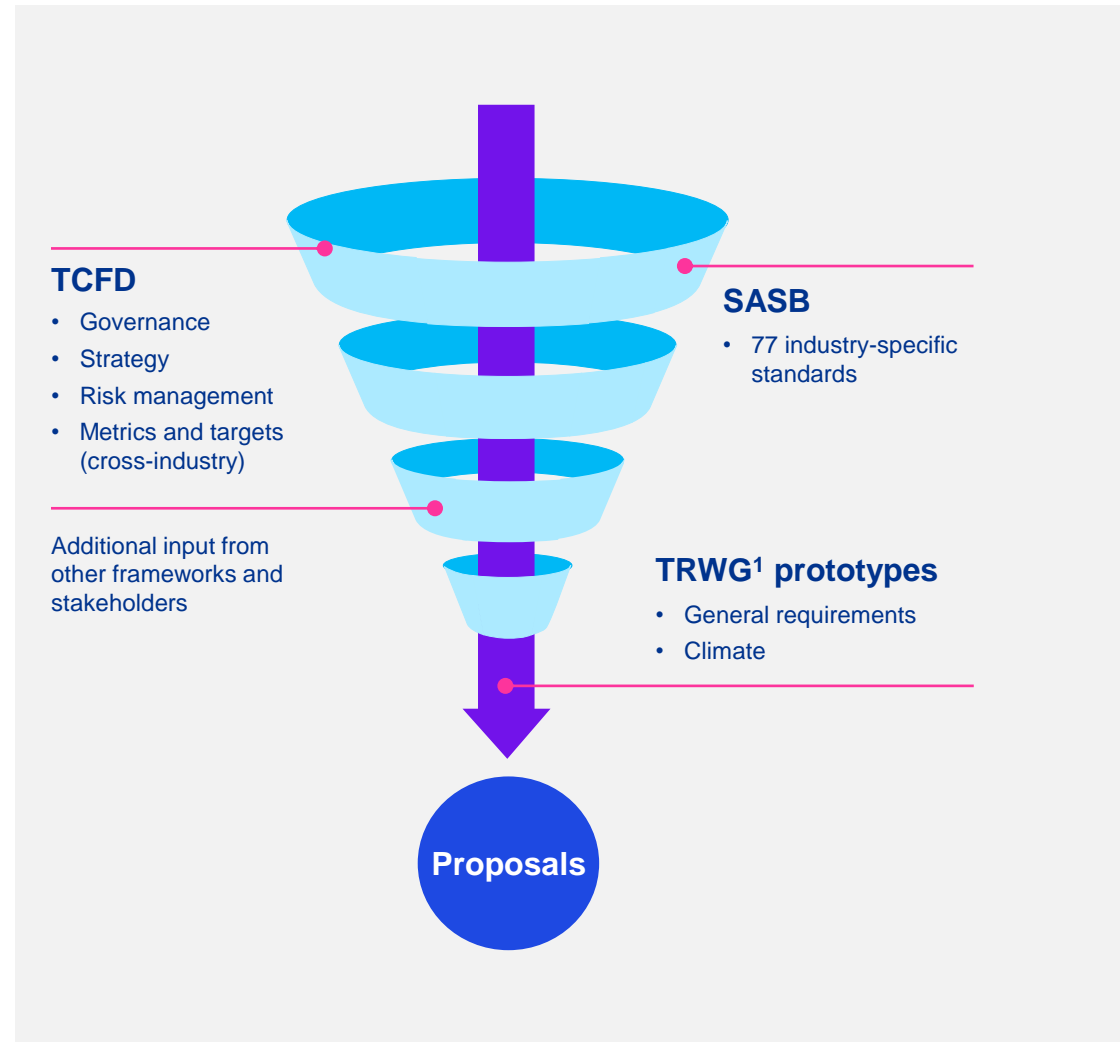 TCFD
• Governance
• Strategy
• Risk management
• Metrics and targets
(cross-industry)
Additional input from
other frameworks and
stakeholders
SASB
• 77 industry-specific
standards
TRWG¹ prototypes
• General requirements
• Climate
Proposals